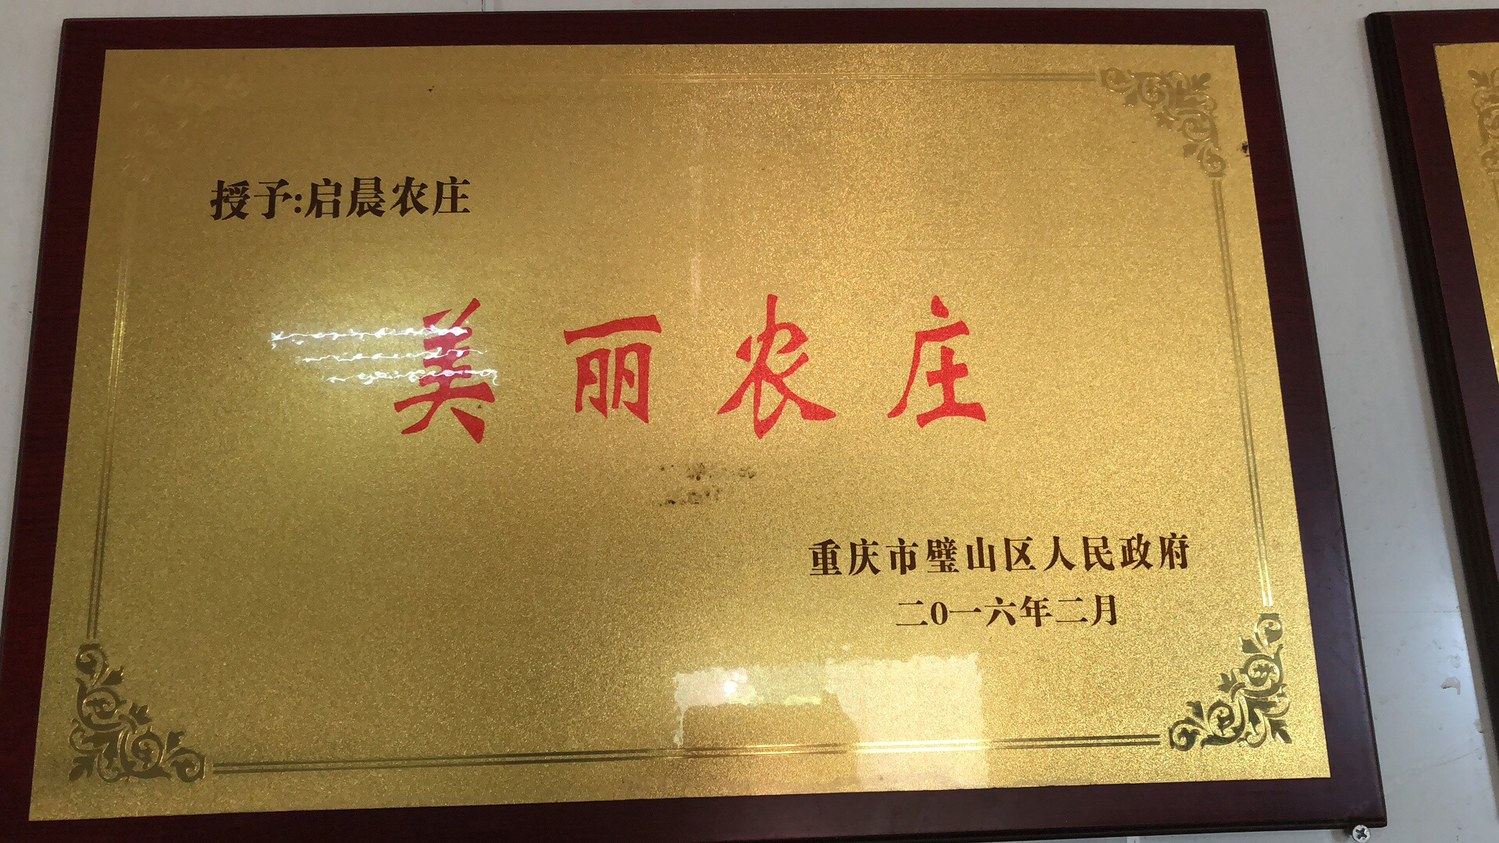 授予:启晨农庄
美丽农庄
重庆市璧山区人民政府
二0一六年二月